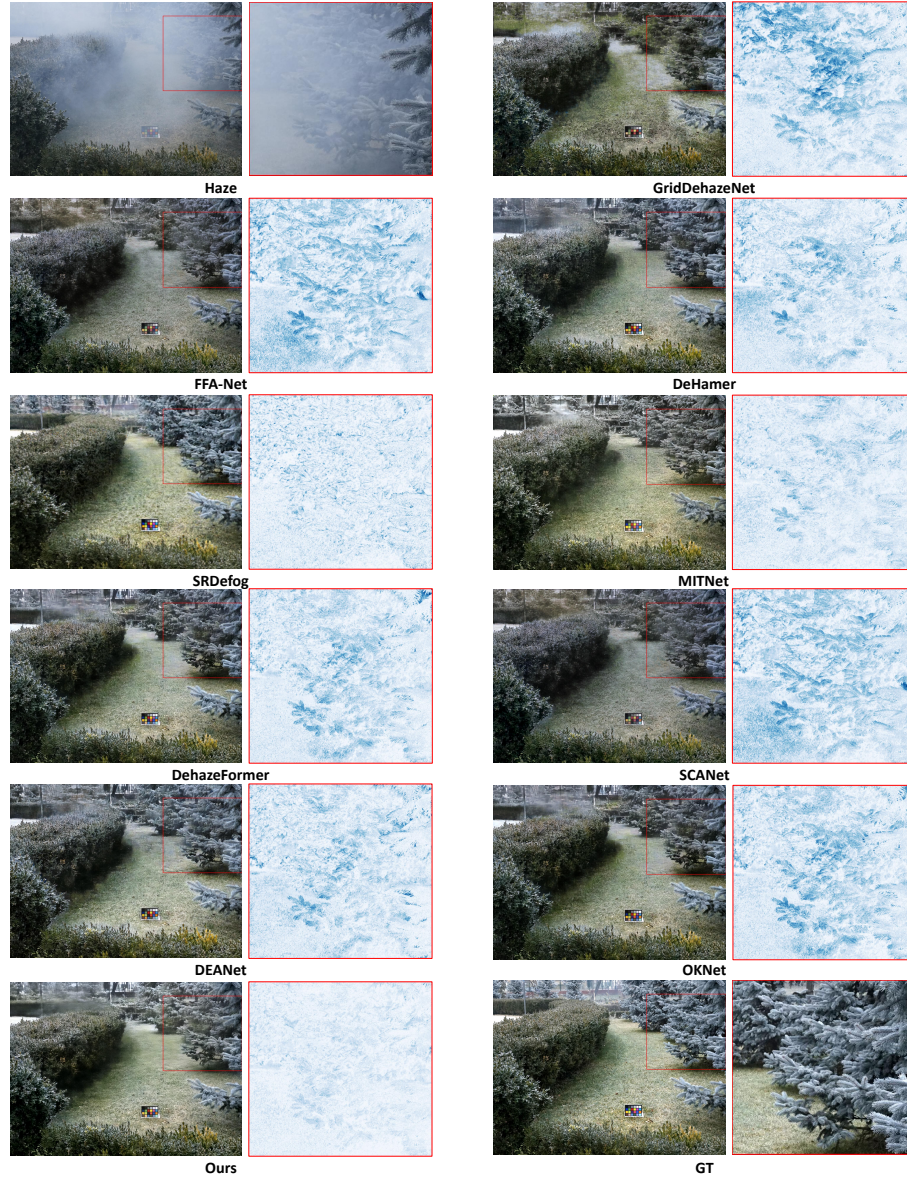 Haze
GridDehazeNet
FFA-Net
DeHamer
SRDefog
MITNet
DehazeFormer
SCANet
DEANet
OKNet
Ours
GT